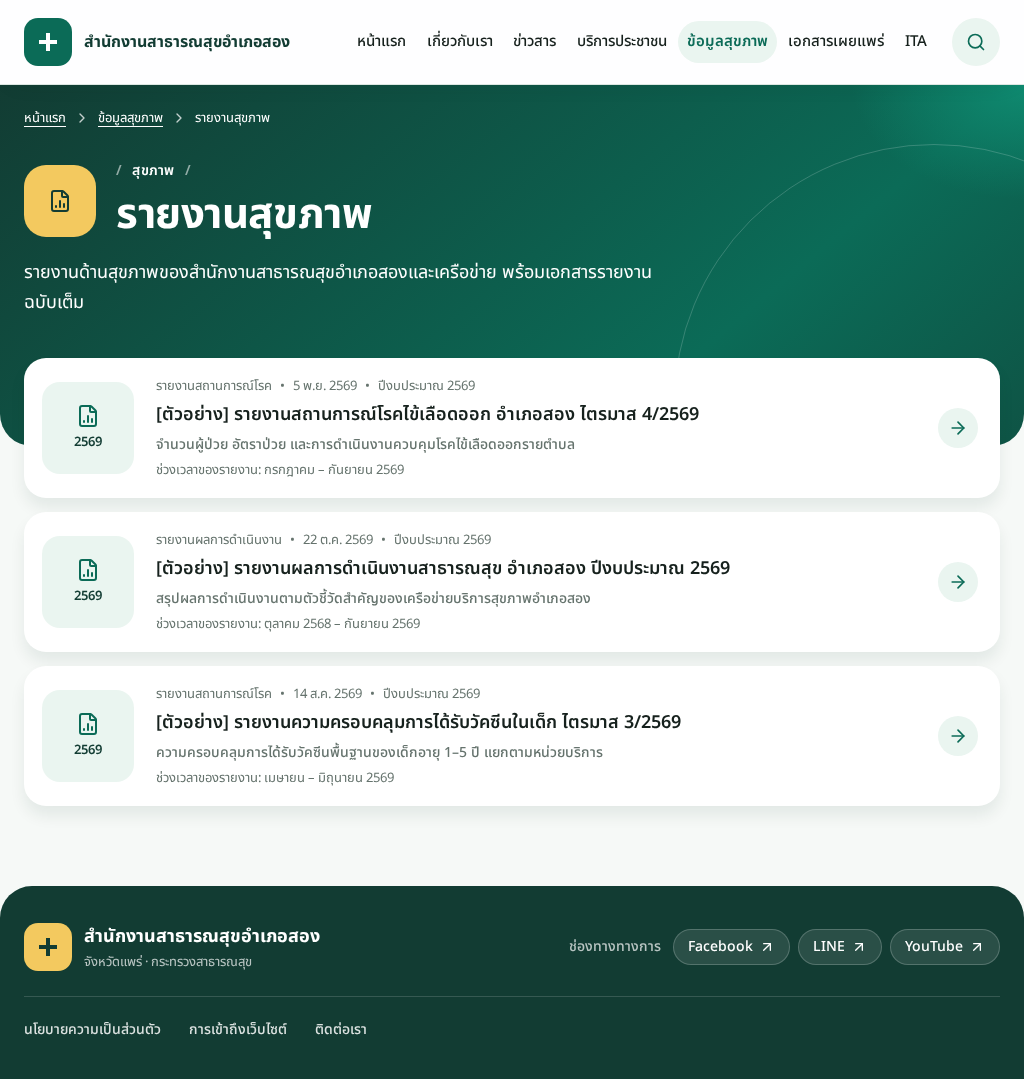 สำนักงานสาธารณสุขอำเภอสอง
หน้าแรก เกี่ยวกับเรา ข่าวสาร บริการประชาชน ข้อมูลสุขภาพ เอกสารเผยแพร่ ITA
หน้าแรก > ข้อมูลสุขภาพ > รายงานสุขภาพ
/ สุขภาพ /
รายงานสุขภาพ
รายงานด้านสุขภาพของสำนักงานสาธารณสุขอำเภอสองและเครือข่าย พร้อมเอกสารรายงาน
ฉบับเต็ม
รายงานสถานการณ์โรค • 5 พ.ย. 2569 • ปีงบประมาณ 2569
[ตัวอย่าง] รายงานสถานการณ์โรคไข้เลือดออก อำเภอสอง ไตรมาส 4/2569
2569
จำนวนผู้ป่วย อัตราป่วย และการดำเนินงานควบคุมโรคไข้เลือดออกรายตำบล
ช่วงเวลาของรายงาน: กรกฎาคม – กันยายน 2569
รายงานผลการดำเนินงาน • 22 ต.ค. 2569 • ปีงบประมาณ 2569
[ตัวอย่าง] รายงานผลการดำเนินงานสาธารณสุข อำเภอสอง ปีงบประมาณ 2569
2569
สรุปผลการดำเนินงานตามตัวชี้วัดสำคัญของเครือข่ายบริการสุขภาพอำเภอสอง
ช่วงเวลาของรายงาน: ตุลาคม 2568 – กันยายน 2569
รายงานสถานการณ์โรค • 14 ส.ค. 2569 • ปีงบประมาณ 2569
[ตัวอย่าง] รายงานความครอบคลุมการได้รับวัคซีนในเด็ก ไตรมาส 3/2569
2569
ความครอบคลุมการได้รับวัคซีนพื้นฐานของเด็กอายุ 1–5 ปี แยกตามหน่วยบริการ
ช่วงเวลาของรายงาน: เมษายน – มิถุนายน 2569
สำนักงานสาธารณสุขอำเภอสอง
จังหวัดแพร่ · กระทรวงสาธารณสุข
ช่องทางทางการ Facebook LINE YouTube
นโยบายความเป็นส่วนตัว การเข้าถึงเว็บไซต์ ติดต่อเรา